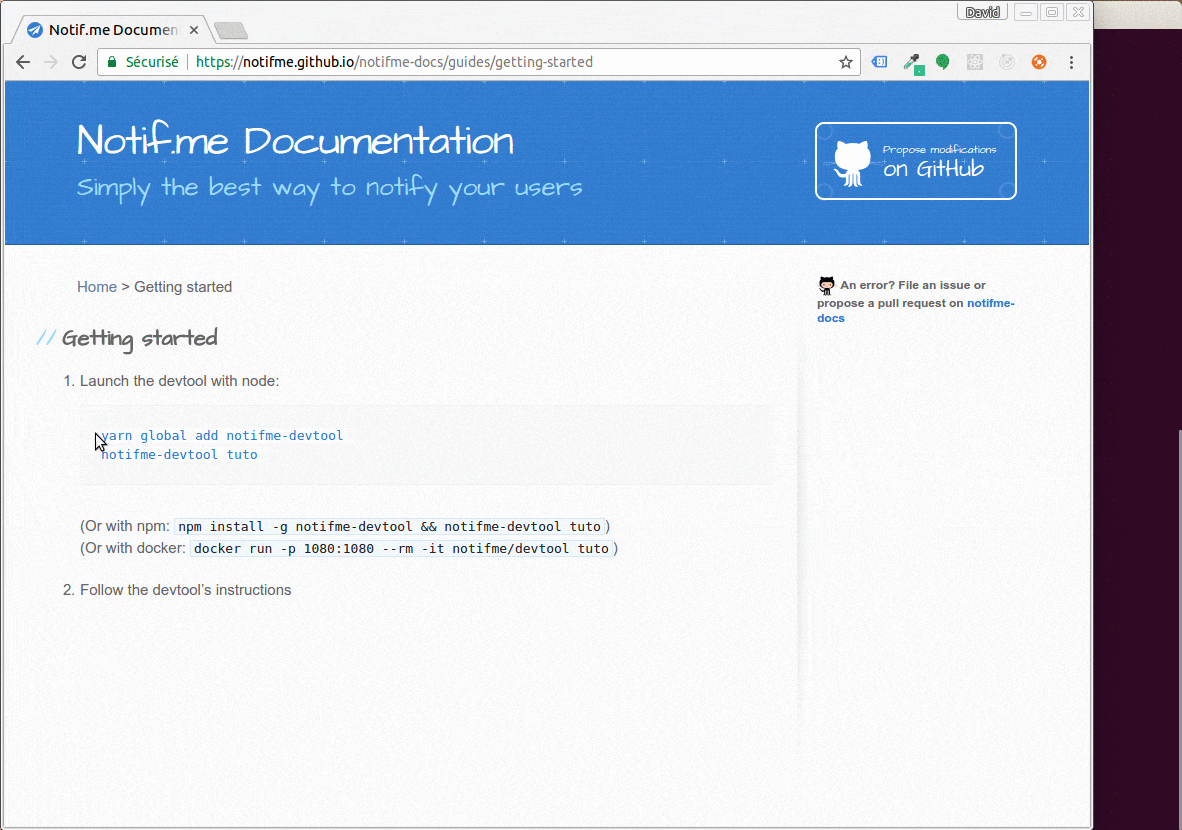 David
Notif.me Documen
Sécurisé
https://notifme.github.io/notifme-docs/guides/getting-started
Notif.me Documentation
Simply the best way to notify your users
Propose modifications
on GitHub
Home > Getting started
An error? File an issue or
propose a pull request on notifme-
docs
// Getting started
1. Launch the devtool with node:
yarn global add notifme-devtool
notifme-devtool tuto
(Or with npm: npm install -g notifme-devtool && notifme-devtool tuto)
(Or with docker: docker run -p 1080:1080 --rm -it notifme/devtool tuto)
2. Follow the devtool’s instructions